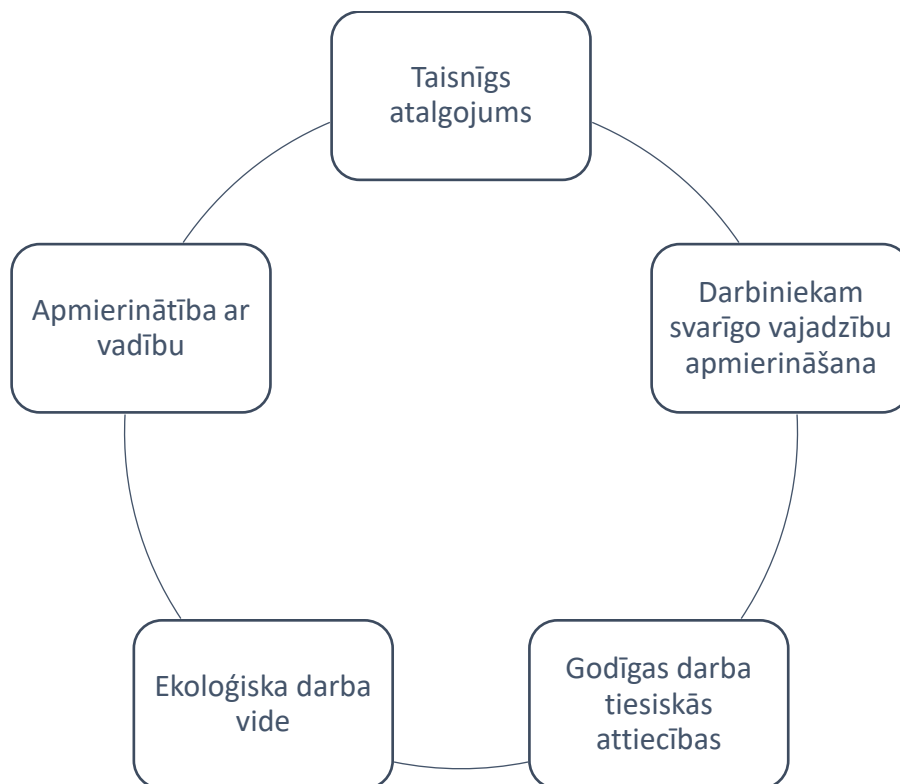 Taisnīgs
atalgojums
Darbiniekam
svarīgo vajadzību
apmierināšana
Godīgas darba
tiesiskās
attiecības
Ekoloģiska darba
vide
Apmierinātība ar
vadību